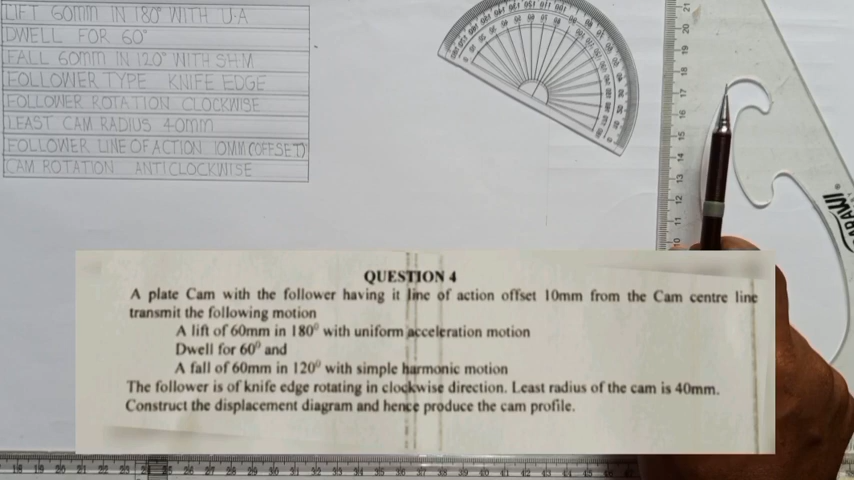 LIFT 60mm IN 180° WITH U.A
DWELL FOR 60°
FALL 60mm IN 120° WITH SHM
FOLLOWER TYPE KNIFE EDGE
FOLLOWER ROTATION CLOCKWISE
LEAST CAM RADIUS 40mm
FOLLOWER LINE OF ACTION 10MM (OFFSET)
CAM ROTATION ANTICLOCKWISE
QUESTION 4
A plate Cam with the follower having it line of action offset 10mm from the Cam centre line
transmit the following motion
A lift of 60mm in 180⁰ with uniform acceleration motion
Dwell for 60⁰ and
A fall of 60mm in 120⁰ with simple harmonic motion
The follower is of knife edge rotating in clockwise direction. Least radius of the cam is 40mm.
Construct the displacement diagram and hence produce the cam profile.